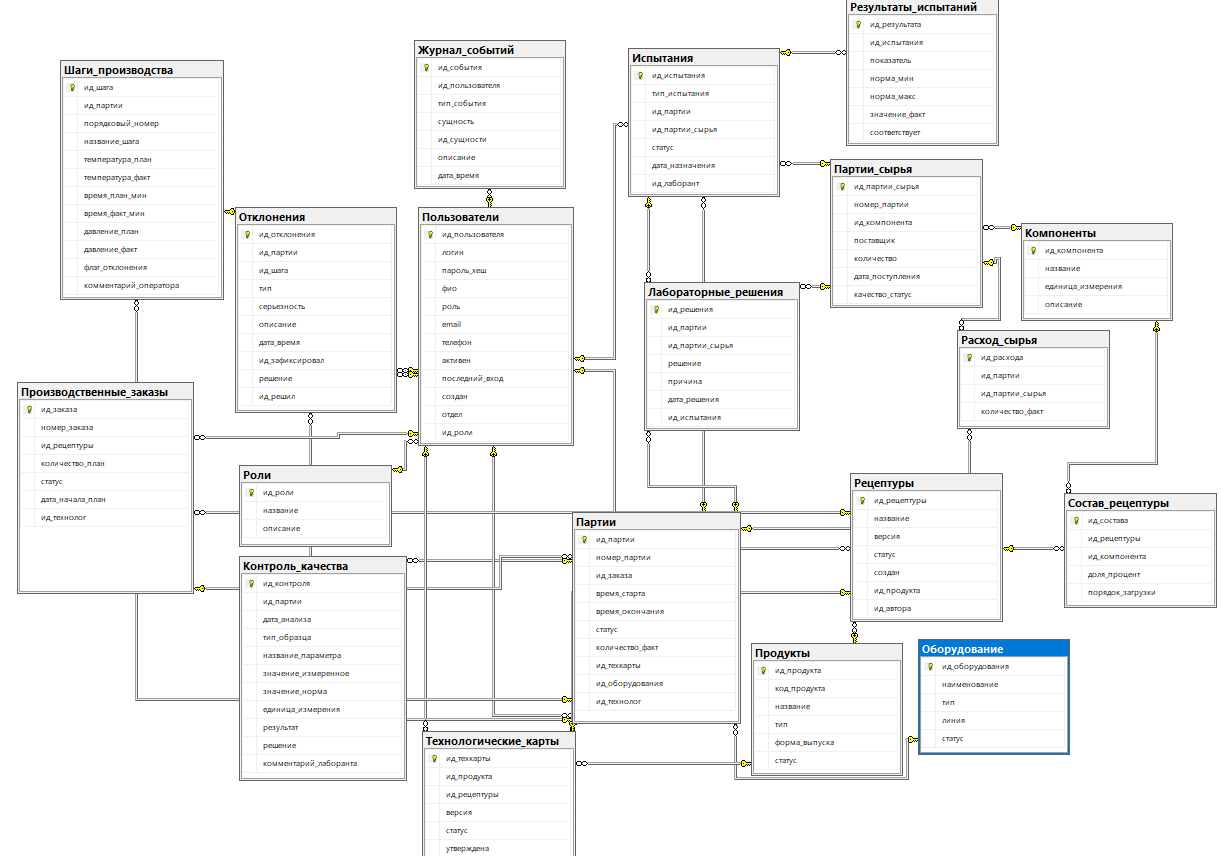 Шаги_производства
ид_шага
ид_партии
порядковый_номер
название_шага
температура_план
температура_факт
время_план_мин
время_факт_мин
давление_план
давление_факт
флаг_отклонения
комментарий_оператора
Журнал_событий
ид_события
ид_пользователя
тип_события
сущность
ид_сущности
описание
дата_время
Испытания
ид_испытания
тип_испытания
ид_партии
ид_партии_сырья
статус
дата_назначения
ид_лаборант
Результаты_испытаний
ид_результата
ид_испытания
показатель
норма_мин
норма_макс
значение_факт
соответствует
Партии_сырья
ид_партии_сырья
номер_партии
ид_компонента
поставщик
количество
дата_поступления
качество_статус
Отклонения
ид_отклонения
ид_партии
ид_шага
тип
серьезность
описание
дата_время
ид_зафиксировал
решение
ид_решил
Пользователи
ид_пользователя
логин
пароль_хеш
фио
роль
email
телефон
активен
последний_вход
создан
отдел
ид_роли
Компоненты
ид_компонента
название
единица_измерения
описание
Лабораторные_решения
ид_решения
ид_партии
ид_партии_сырья
решение
причина
дата_решения
ид_испытания
Расход_сырья
ид_расхода
ид_партии
ид_партии_сырья
количество_факт
Производственные_заказы
ид_заказа
номер_заказа
ид_рецептуры
количество_план
статус
дата_начала_план
ид_технолог
Роли
ид_роли
название
описание
Рецептуры
ид_рецептуры
название
версия
статус
создан
ид_продукта
ид_автора
Состав_рецептуры
ид_состава
ид_рецептуры
ид_компонента
доля_процент
порядок_загрузки
Партии
ид_партии
номер_партии
ид_заказа
время_старта
время_окончания
статус
количество_факт
ид_техкарты
ид_оборудования
ид_технолог
Контроль_качества
ид_контроля
ид_партии
дата_анализа
тип_образца
название_параметра
значение_измеренное
значение_норма
единица_измерения
результат
решение
комментарий_лаборанта
Продукты
ид_продукта
код_продукта
название
тип
форма_выпуска
статус
Оборудование
ид_оборудования
наименование
тип
линия
статус
Технологические_карты
ид_техкарты
ид_продукта
ид_рецептуры
версия
статус
утверждена